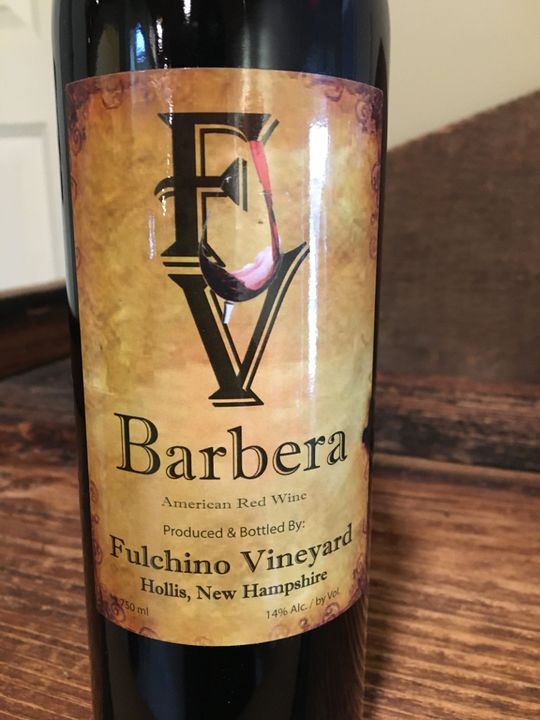 FV
Barbera
American Red Wine
Produced & Bottled By:
Fulchino Vineyard
Hollis, New Hampshire
750 ml
14% Alc. / by Vol.